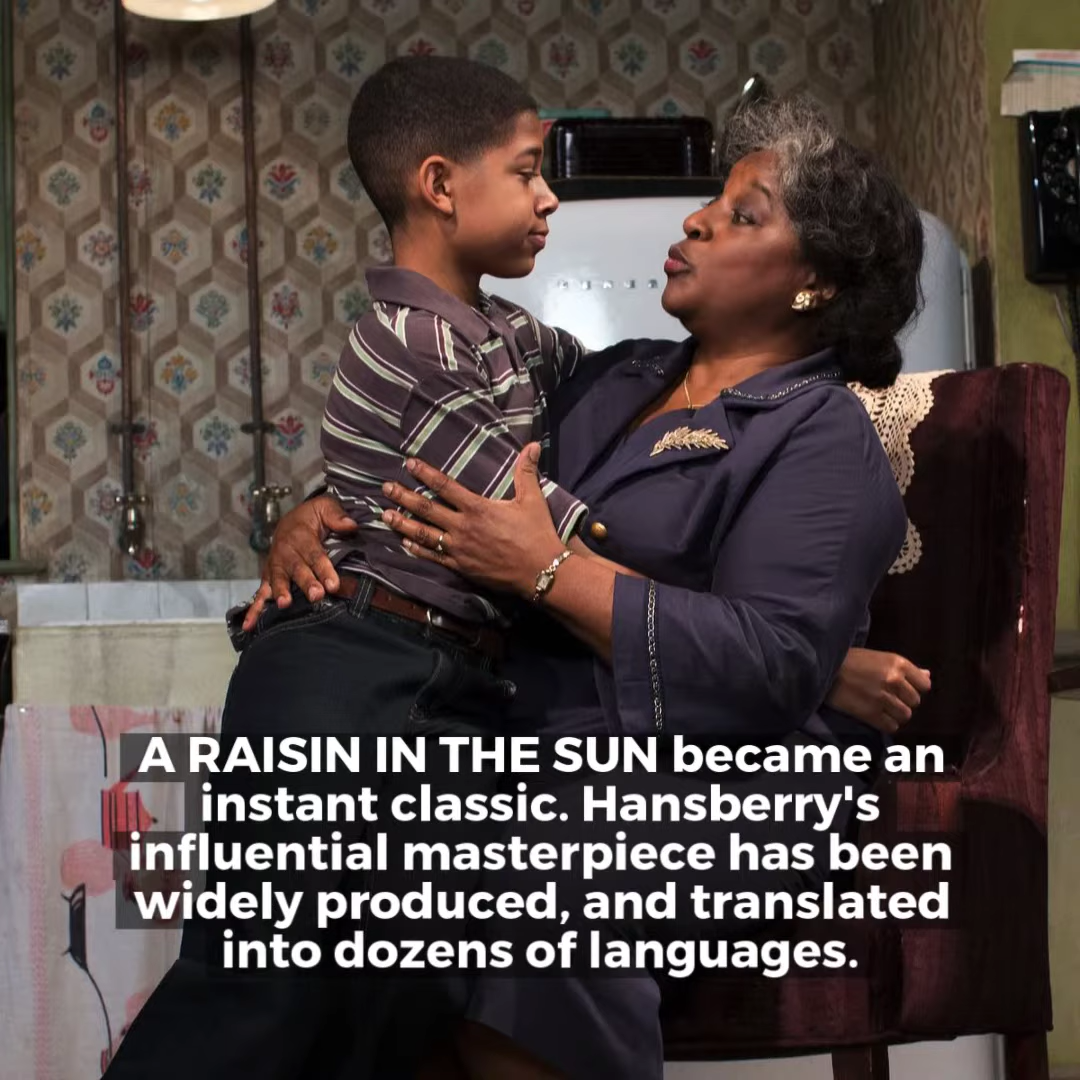 A RAISIN IN THE SUN became an
instant classic. Hansberry's
influential masterpiece has been
widely produced, and translated
into dozens of languages.